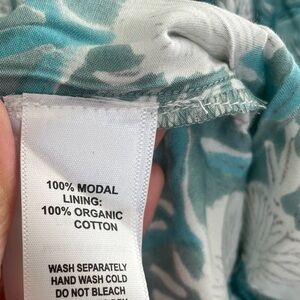 100% MODAL
LINING:
100% ORGANIC
COTTON
WASH SEPARATELY
HAND WASH COLD
DO NOT BLEACH